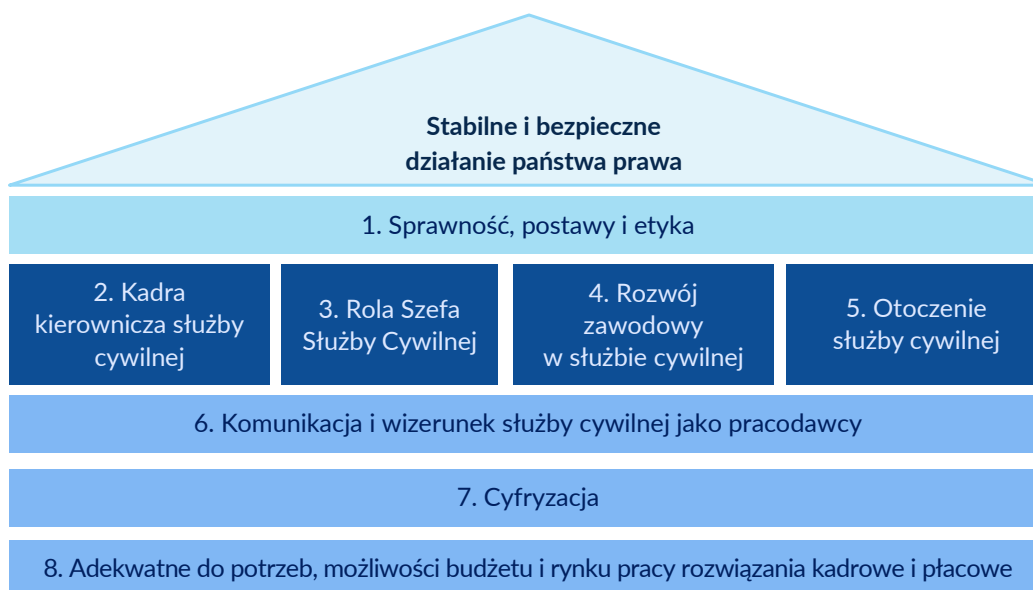 Stabilne i bezpieczne
działanie państwa prawa
1. Sprawność, postawy i etyka
2. Kadra
kierownicza służby
cywilnej
3. Rola Szefa
Służby Cywilnej
4. Rozwój
zawodowy
w służbie cywilnej
5. Otoczenie
służby cywilnej
6. Komunikacja i wizerunek służby cywilnej jako pracodawcy
7. Cyfryzacja
8. Adekwatne do potrzeb, możliwości budżetu i rynku pracy rozwiązania kadrowe i płacowe